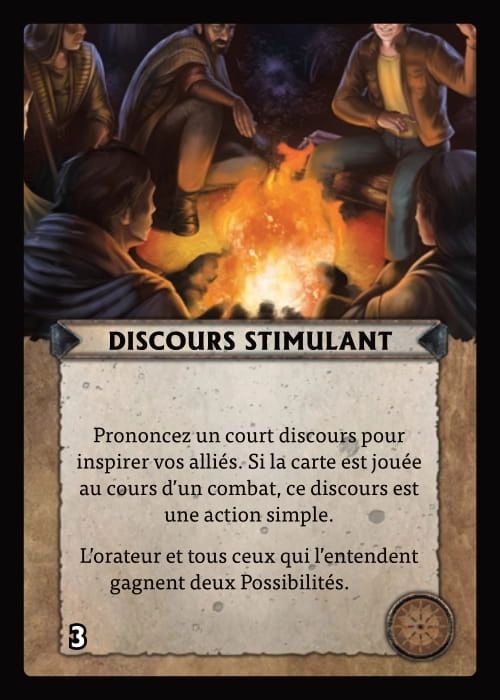 DISCOURS STIMULANT
Prononcez un court discours pour
inspirer vos alliés. Si la carte est jouée
au cours d'un combat, ce discours est
une action simple.
L'orateur et tous ceux qui l'entendent
gagnent deux Possibilités.
3